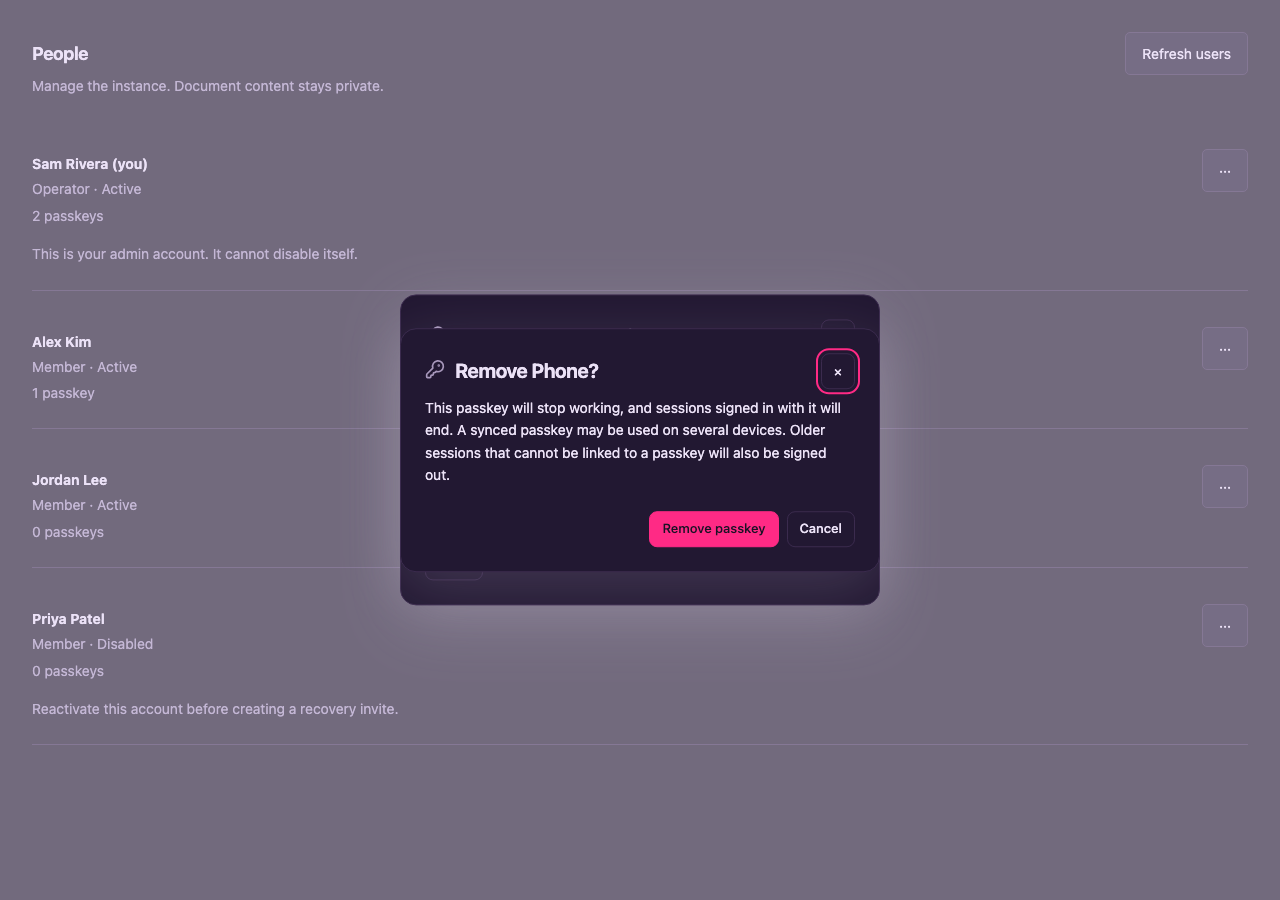 People
Refresh users
Manage the instance. Document content stays private.
Sam Rivera (you)
...
Operator · Active
2 passkeys
This is your admin account. It cannot disable itself.
Alex Kim
...
Member · Active
1 passkey
Remove Phone?
×
This passkey will stop working, and sessions signed in with it will
end. A synced passkey may be used on several devices. Older
sessions that cannot be linked to a passkey will also be signed
out.
Remove passkey
Cancel
Jordan Lee
...
Member · Active
0 passkeys
Priya Patel
...
Member · Disabled
0 passkeys
Reactivate this account before creating a recovery invite.